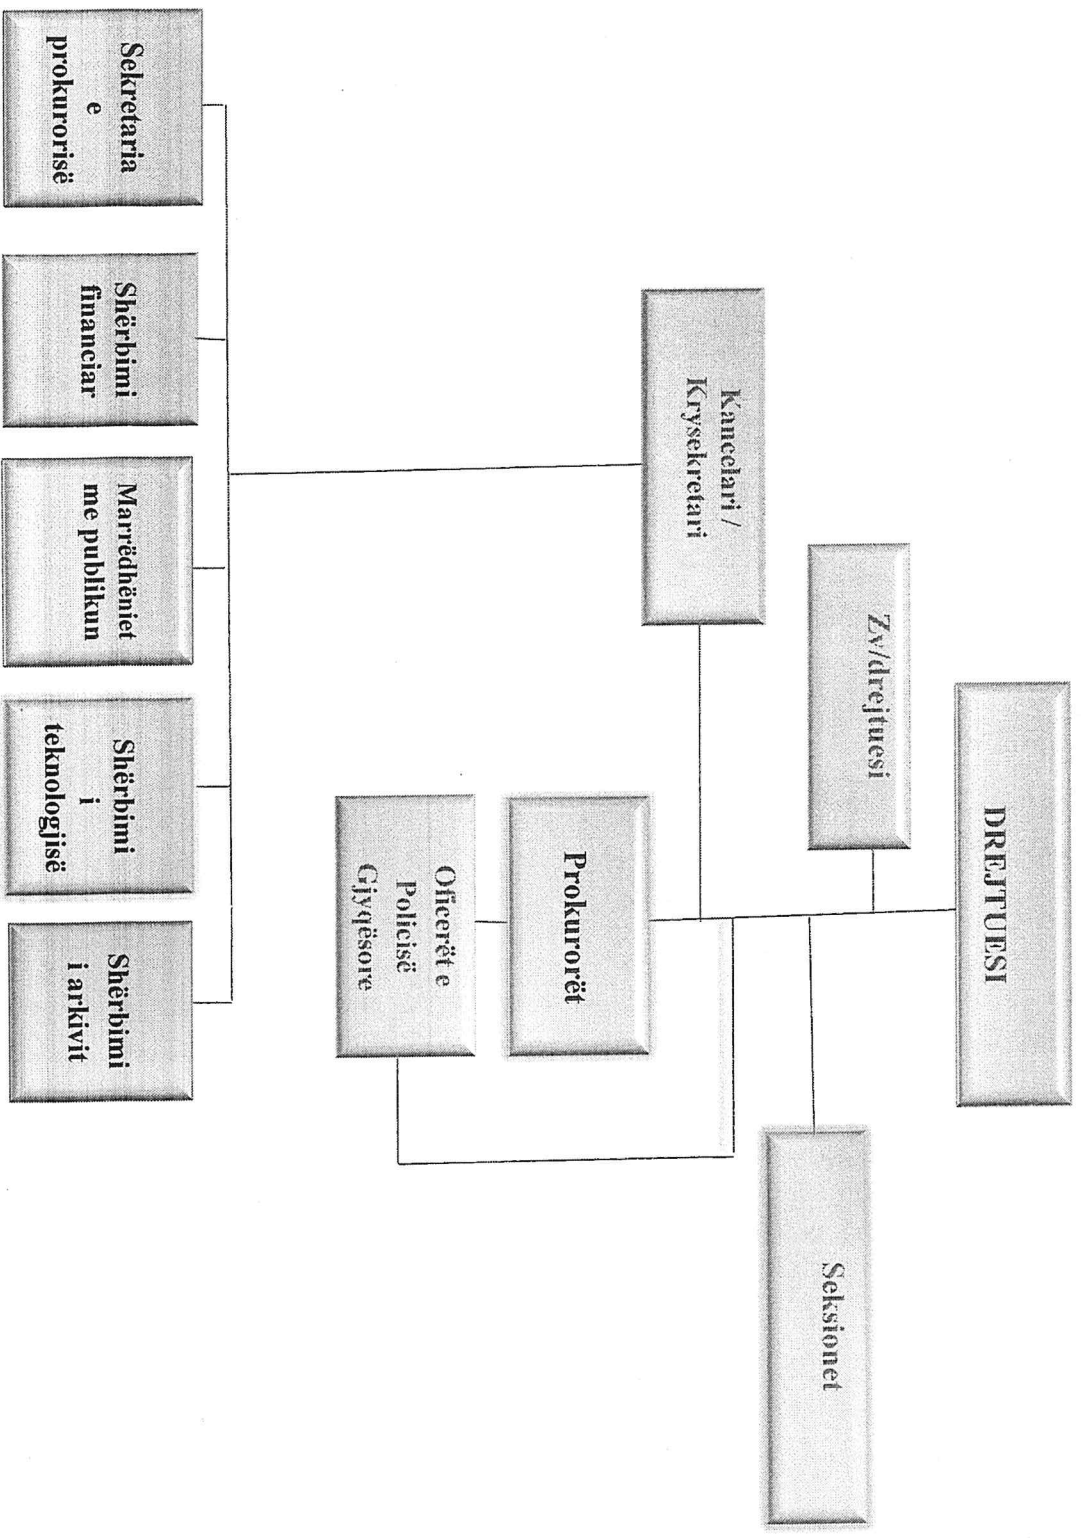 DREJTUESI
Zv/drejtuesi
Seksionet
Kancelari /
Krysekretari
Prokurorët
Oficerët e
Policisë
Gjyqësore
Sekretaria
e
prokurorisë
Shërbimi
financiar
Marrëdhëniet
me publikun
Shërbimi
i
teknologjisë
Shërbimi
i arkivit